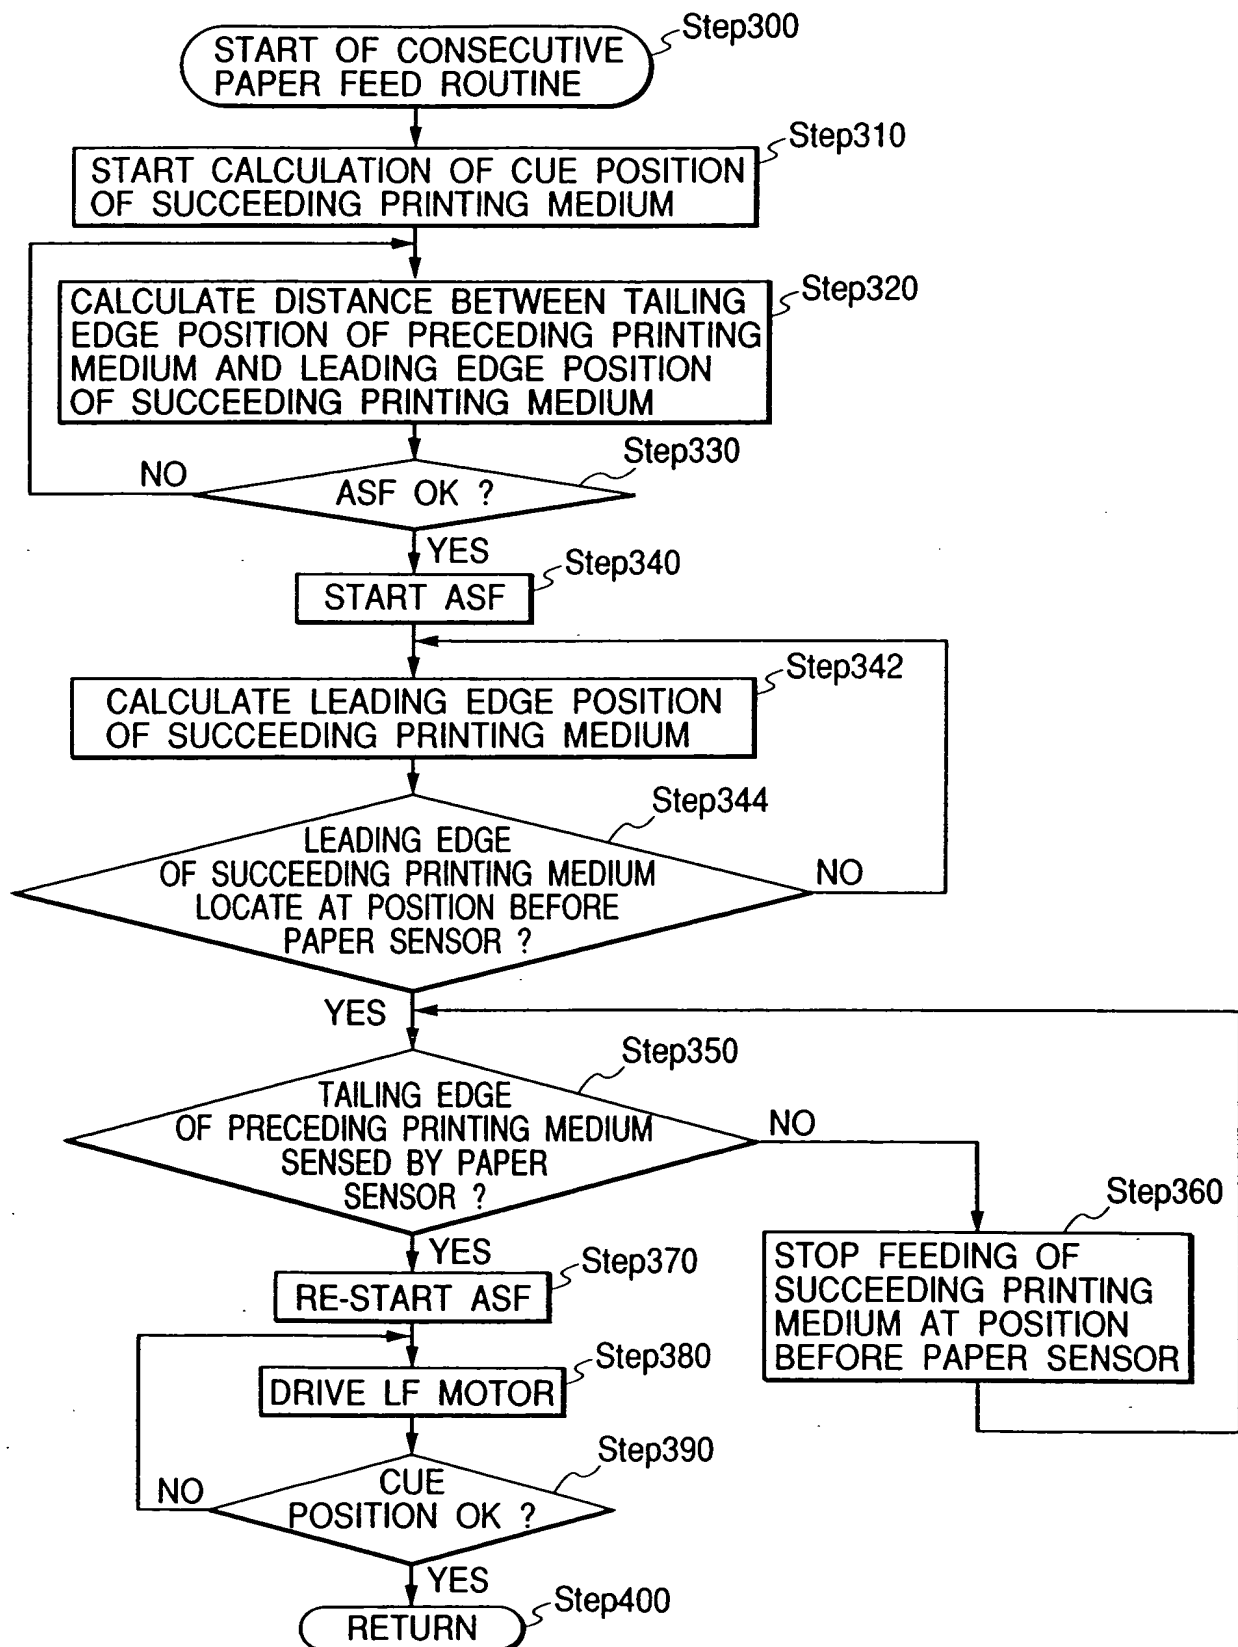 Step300
START OF CONSECUTIVE
PAPER FEED ROUTINE
Step310
START CALCULATION OF CUE POSITION
OF SUCCEEDING PRINTING MEDIUM
Step320
CALCULATE DISTANCE BETWEEN TAILING
EDGE POSITION OF PRECEDING PRINTING
MEDIUM AND LEADING EDGE POSITION
OF SUCCEEDING PRINTING MEDIUM
Step330
NO
ASF OK ?
YES
Step340
START ASF
Step342
CALCULATE LEADING EDGE POSITION
OF SUCCEEDING PRINTING MEDIUM
Step344
LEADING EDGE
OF SUCCEEDING PRINTING MEDIUM
LOCATE AT POSITION BEFORE
PAPER SENSOR ?
NO
YES
Step350
TAILING EDGE
OF PRECEDING PRINTING MEDIUM
SENSED BY PAPER
SENSOR ?
NO
YES
Step360
STOP FEEDING OF
SUCCEEDING PRINTING
MEDIUM AT POSITION
BEFORE PAPER SENSOR
Step370
RE-START ASF
Step380
DRIVE LF MOTOR
Step390
NO
CUE
POSITION OK ?
YES
Step400
RETURN